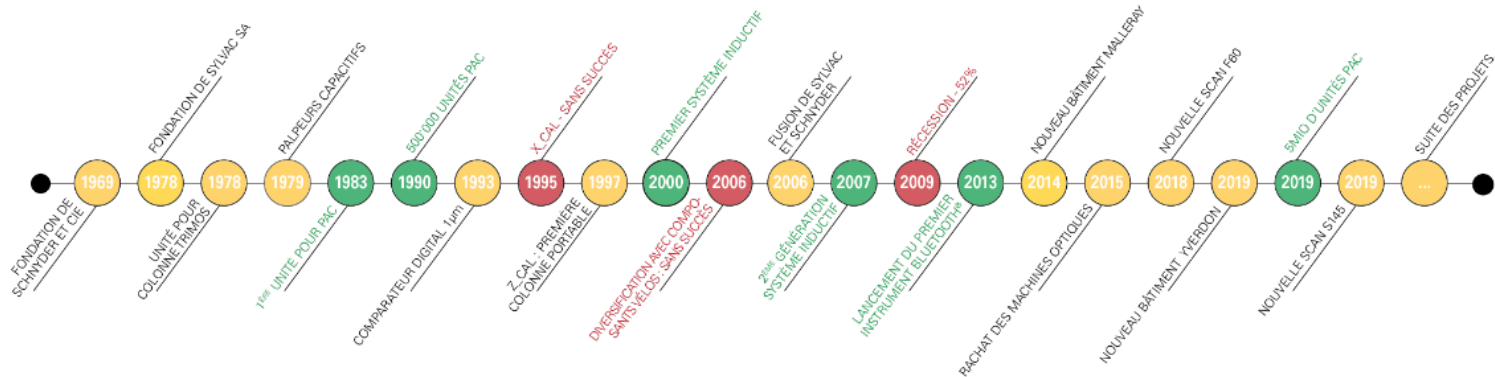 1969
FONDATION DE
SCHNYDER ET CIE
1978
FONDATION DE SYLVAC SA
1978
UNITÉ POUR
COLONNE TRIMOS
1979
PALPEURS CAPACITIFS
1983
1ÈRE UNITÉ POUR PAC
1990
500'000 UNITÉS PAC
1993
COMPARATEUR DIGITAL 1µm
1995
X_CAL - SANS SUCCÈS
1997
Z_CAL : PREMIÈRE
COLONNE PORTABLE
2000
PREMIER SYSTÈME INDUCTIF
2006
DIVERSIFICATION AVEC COMPO-
SANTS VÉLOS : SANS SUCCÈS
2006
FUSION DE SYLVAC
ET SCHNYDER
2007
2ÈME GÉNÉRATION
SYSTÈME INDUCTIF
2009
RÉCESSION - 52%
2013
LANCEMENT DU PREMIER
INSTRUMENT BLUETOOTH®
2014
NOUVEAU BÂTIMENT MALLERAY
2015
RACHAT DES MACHINES OPTIQUES
2018
NOUVELLE SCAN F60
2019
NOUVEAU BÂTIMENT YVERDON
2019
5MIO D'UNITÉS PAC
2019
NOUVELLE SCAN S145
...
SUITE DES PROJETS